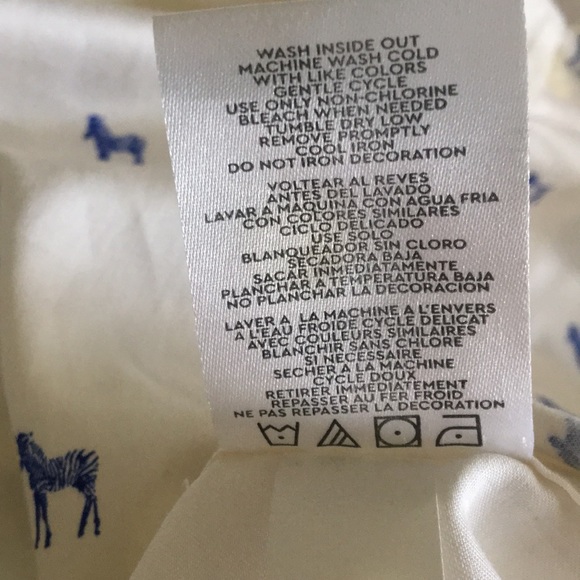 WASH INSIDE OUT
MACHINE WASH COLD
WITH LIKE COLORS
GENTLE CYCLE
USE ONLY NON-CHLORINE
BLEACH WHEN NEEDED
TUMBLE DRY LOW
REMOVE PROMPTLY
COOL IRON
DO NOT IRON DECORATION
VOLTEAR AL REVES
ANTES DEL LAVADO
LAVAR A MAQUINA CON AGUA FRIA
CON COLORES SIMILARES
CICLO DELICADO
USE SOLO
BLANQUEADOR SIN CLORO
SECADORA BAJA
SACAR INMEDIATAMENTE
PLANCHAR A TEMPERATURA BAJA
NO PLANCHAR LA DECORACION
LAVER A LA MACHINE A L'ENVERS
A L'EAU FROIDE CYCLE DELICAT
AVEC COULEURS SIMILAIRES
BLANCHIR SANS CHLORE
SI NECESSAIRE
SECHER A LA MACHINE
CYCLE DOUX
RETIRER IMMEDIATEMENT
REPASSER AU FER FROID
NE PAS REPASSER LA DECORATION